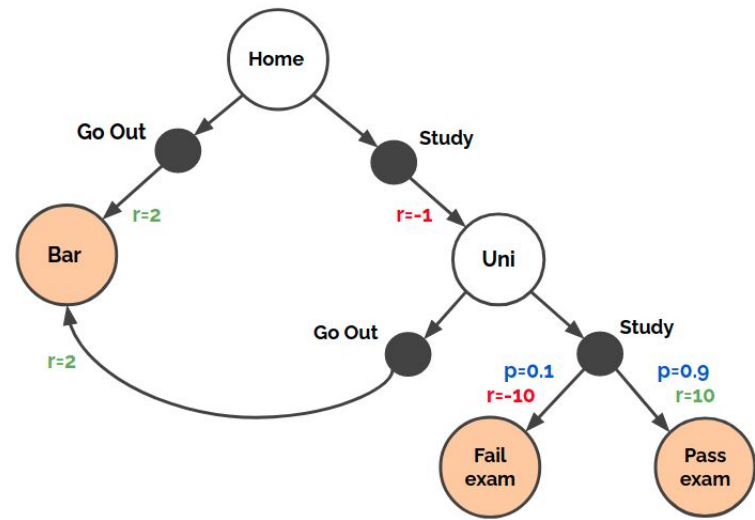 Home
Go Out
Study
r=2
r=-1
Bar
Uni
Go Out
Study
r=2
p=0.1
p=0.9
r=-10
r=10
Fail
exam
Pass
exam